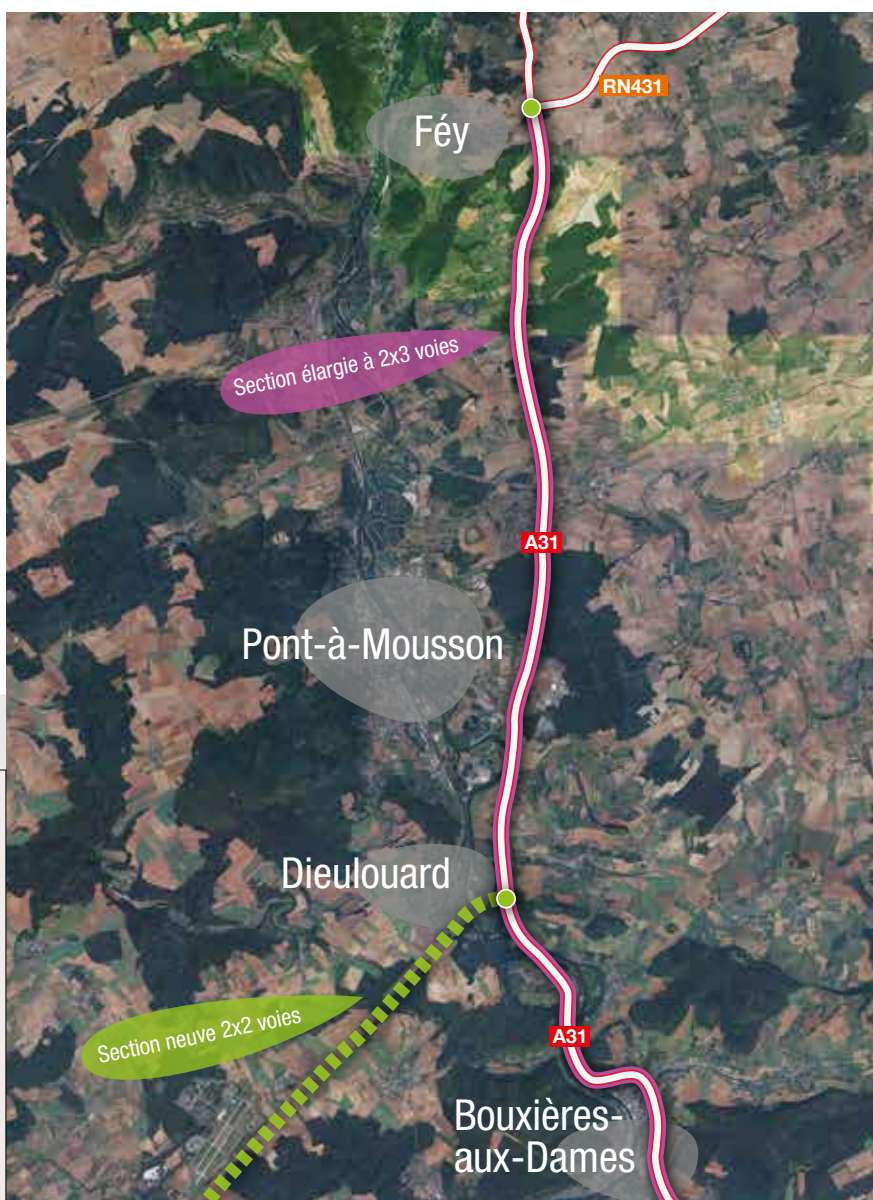 RN431
Féy
Section élargie à 2x3 voies
A31
Pont-à-Mousson
Dieulouard
Section neuve 2x2 voies
A31
Bouxières-
aux-Dames